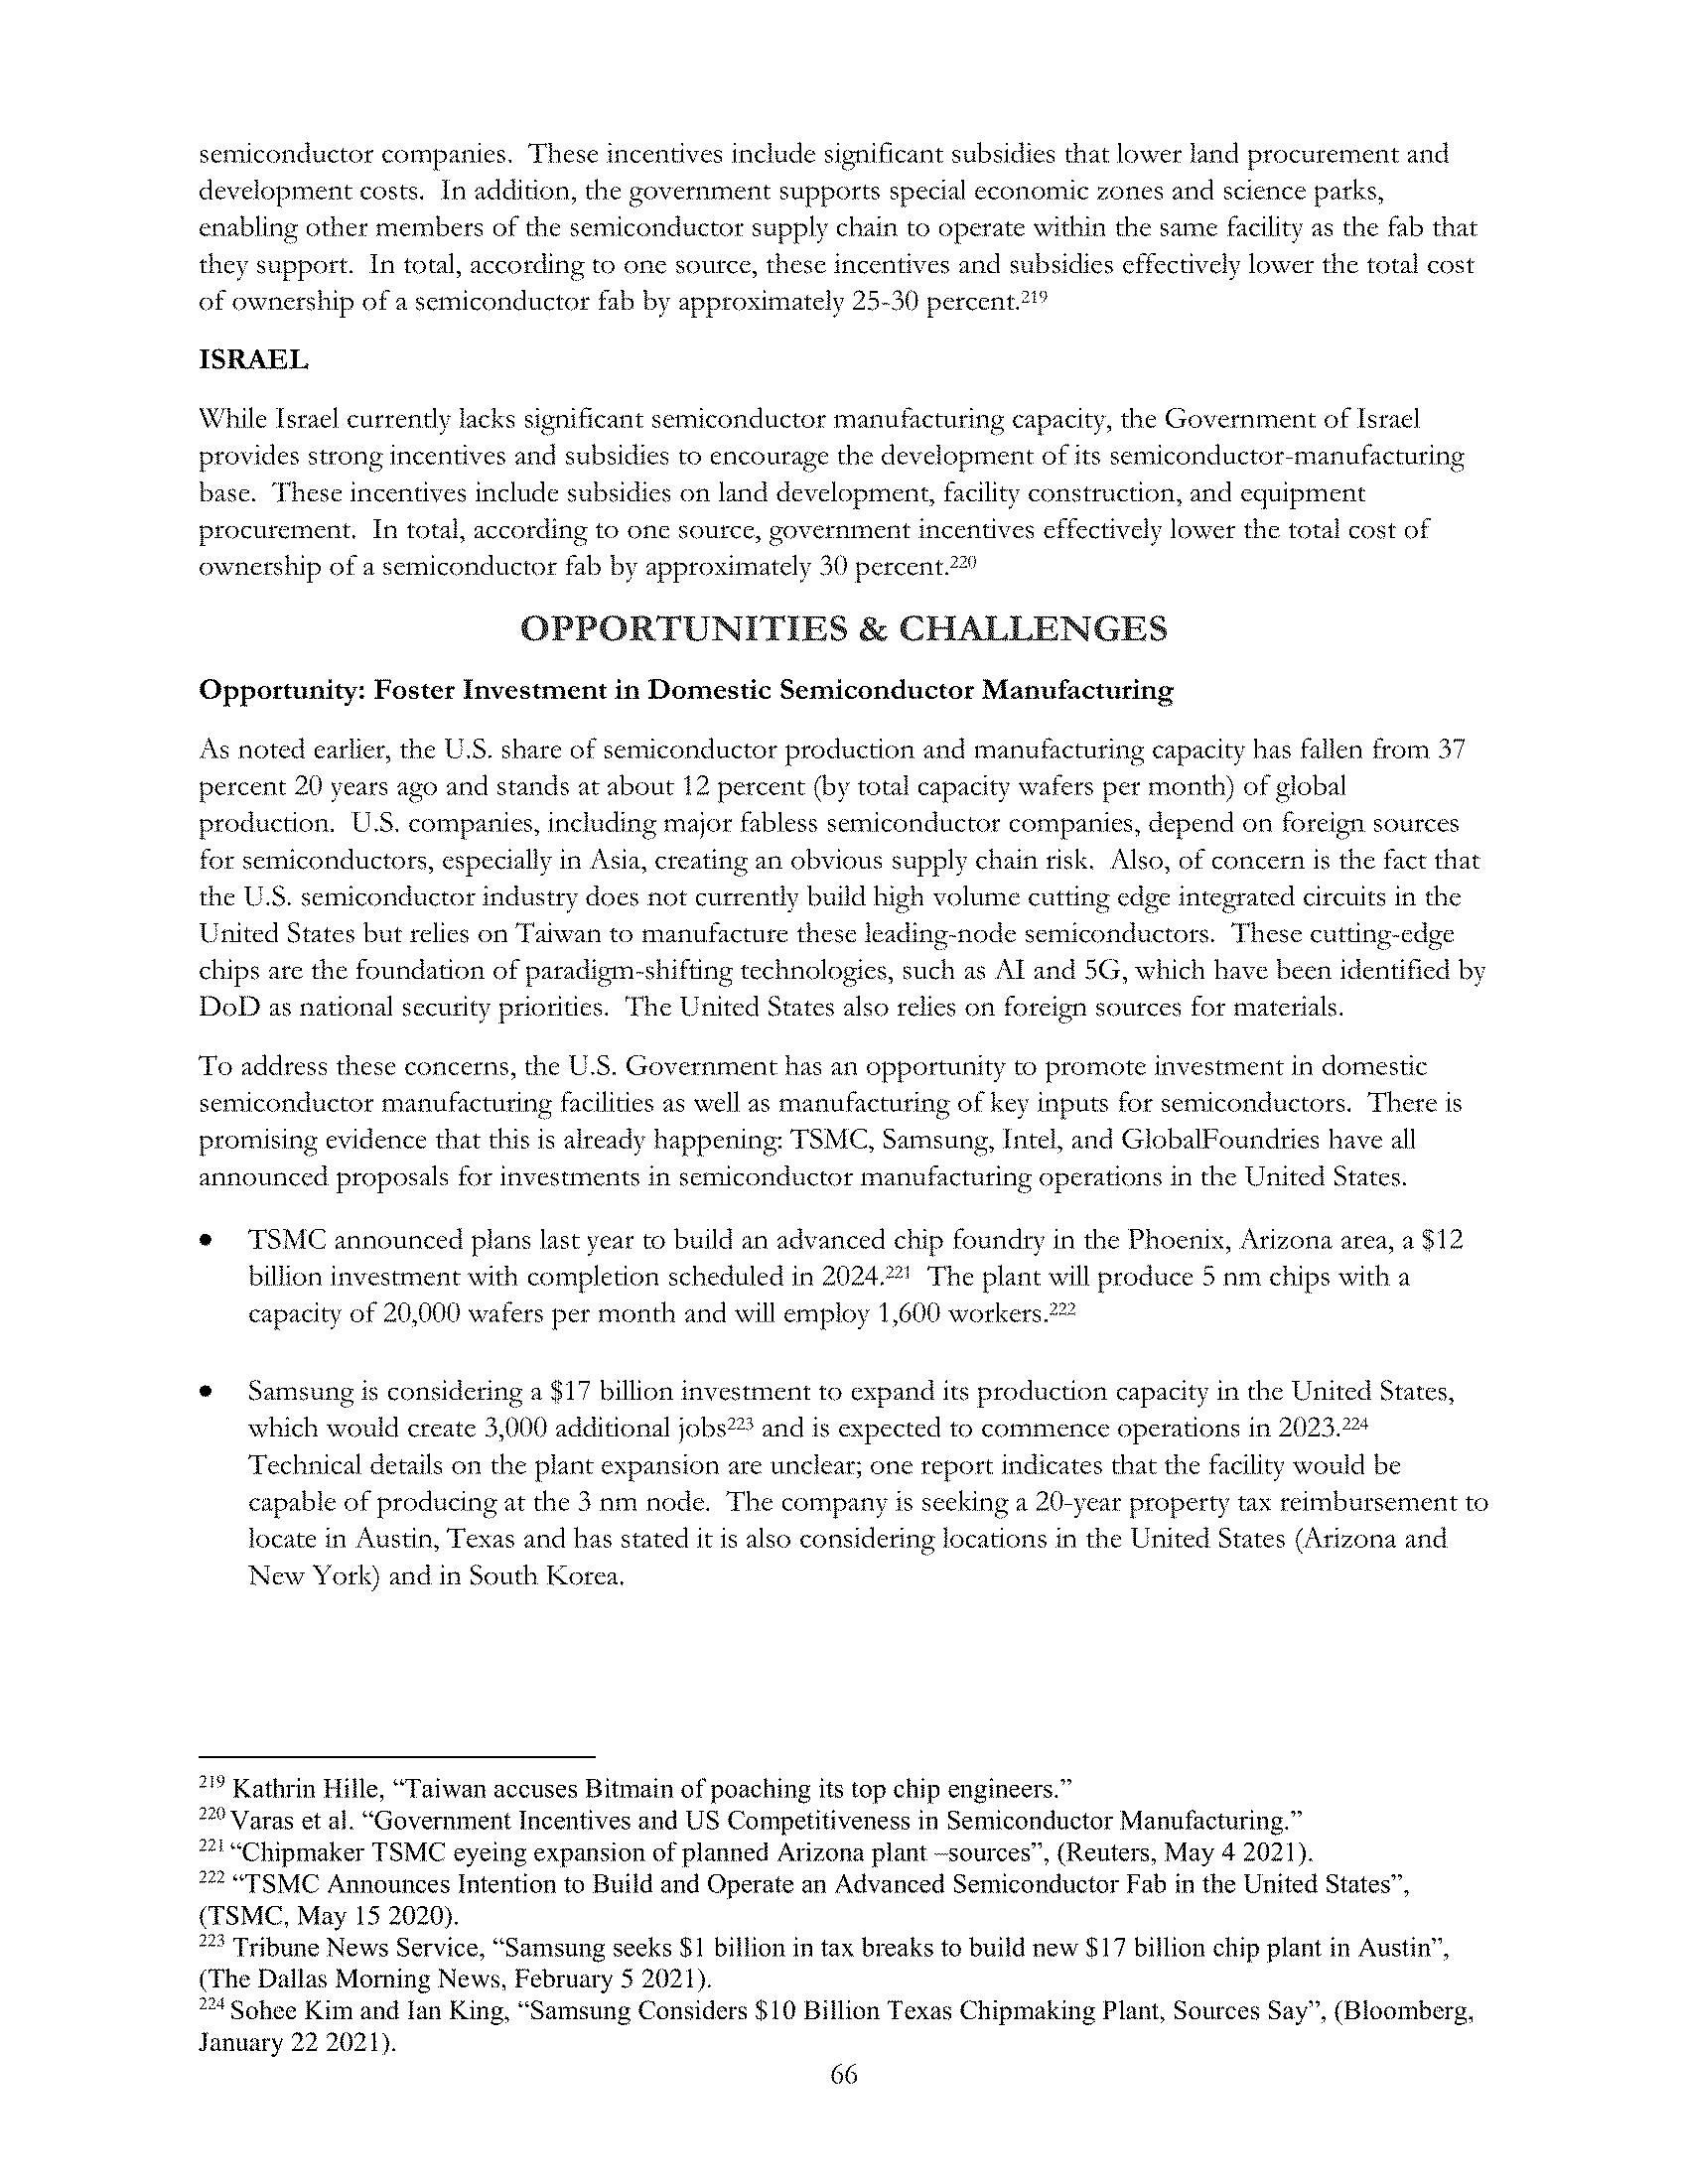 semiconductor companies.  These incentives include significant subsidies that lower land procurement and
development costs.  In addition, the government supports special economic zones and science parks,
enabling other members of the semiconductor supply chain to operate within the same facility as the fab that
they support.  In total, according to one source, these incentives and subsidies effectively lower the total cost
of ownership of a semiconductor fab by approximately 25-30 percent.219
ISRAEL
While Israel currently lacks significant semiconductor manufacturing capacity, the Government of Israel
provides strong incentives and subsidies to encourage the development of its semiconductor-manufacturing
base.  These incentives include subsidies on land development, facility construction, and equipment
procurement.  In total, according to one source, government incentives effectively lower the total cost of
ownership of a semiconductor fab by approximately 30 percent.220
OPPORTUNITIES & CHALLENGES
Opportunity: Foster Investment in Domestic Semiconductor Manufacturing
As noted earlier, the U.S. share of semiconductor production and manufacturing capacity has fallen from 37
percent 20 years ago and stands at about 12 percent (by total capacity wafers per month) of global
production.  U.S. companies, including major fabless semiconductor companies, depend on foreign sources
for semiconductors, especially in Asia, creating an obvious supply chain risk.  Also, of concern is the fact that
the U.S. semiconductor industry does not currently build high volume cutting edge integrated circuits in the
United States but relies on Taiwan to manufacture these leading-node semiconductors.  These cutting-edge
chips are the foundation of paradigm-shifting technologies, such as AI and 5G, which have been identified by
DoD as national security priorities.  The United States also relies on foreign sources for materials.
To address these concerns, the U.S. Government has an opportunity to promote investment in domestic
semiconductor manufacturing facilities as well as manufacturing of key inputs for semiconductors.  There is
promising evidence that this is already happening: TSMC, Samsung, Intel, and GlobalFoundries have all
announced proposals for investments in semiconductor manufacturing operations in the United States.
• TSMC announced plans last year to build an advanced chip foundry in the Phoenix, Arizona area, a $12
billion investment with completion scheduled in 2024.221  The plant will produce 5 nm chips with a
capacity of 20,000 wafers per month and will employ 1,600 workers.222
• Samsung is considering a $17 billion investment to expand its production capacity in the United States,
which would create 3,000 additional jobs223 and is expected to commence operations in 2023.224
Technical details on the plant expansion are unclear; one report indicates that the facility would be
capable of producing at the 3 nm node.  The company is seeking a 20-year property tax reimbursement to
locate in Austin, Texas and has stated it is also considering locations in the United States (Arizona and
New York) and in South Korea.
219 Kathrin Hille, “Taiwan accuses Bitmain of poaching its top chip engineers.”
220 Varas et al. “Government Incentives and US Competitiveness in Semiconductor Manufacturing.”
221 “Chipmaker TSMC eyeing expansion of planned Arizona plant –sources”, (Reuters, May 4 2021).
222 “TSMC Announces Intention to Build and Operate an Advanced Semiconductor Fab in the United States”,
(TSMC, May 15 2020).
223 Tribune News Service, “Samsung seeks $1 billion in tax breaks to build new $17 billion chip plant in Austin”,
(The Dallas Morning News, February 5 2021).
224 Sohee Kim and Ian King, “Samsung Considers $10 Billion Texas Chipmaking Plant, Sources Say”, (Bloomberg,
January 22 2021).
66